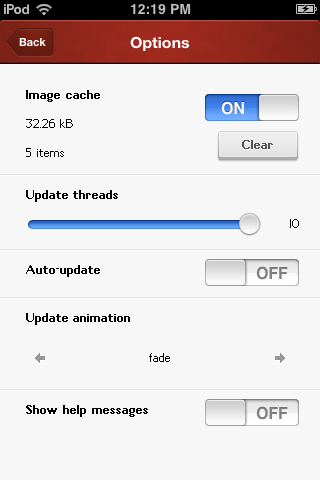 iPod 12:19 PM
Back Options
Image cache ON
32.26 kB
5 items Clear
Update threads
10
Auto-update OFF
Update animation
fade
Show help messages OFF